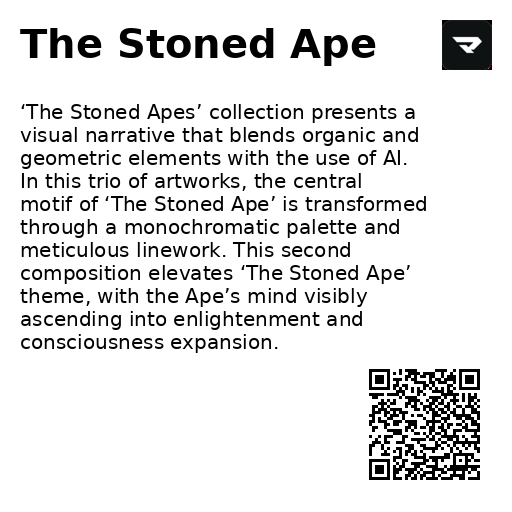 The Stoned Ape
‘The Stoned Apes’ collection presents a
visual narrative that blends organic and
geometric elements with the use of AI.
In this trio of artworks, the central
motif of ‘The Stoned Ape’ is transformed
through a monochromatic palette and
meticulous linework. This second
composition elevates ‘The Stoned Ape’
theme, with the Ape’s mind visibly
ascending into enlightenment and
consciousness expansion.